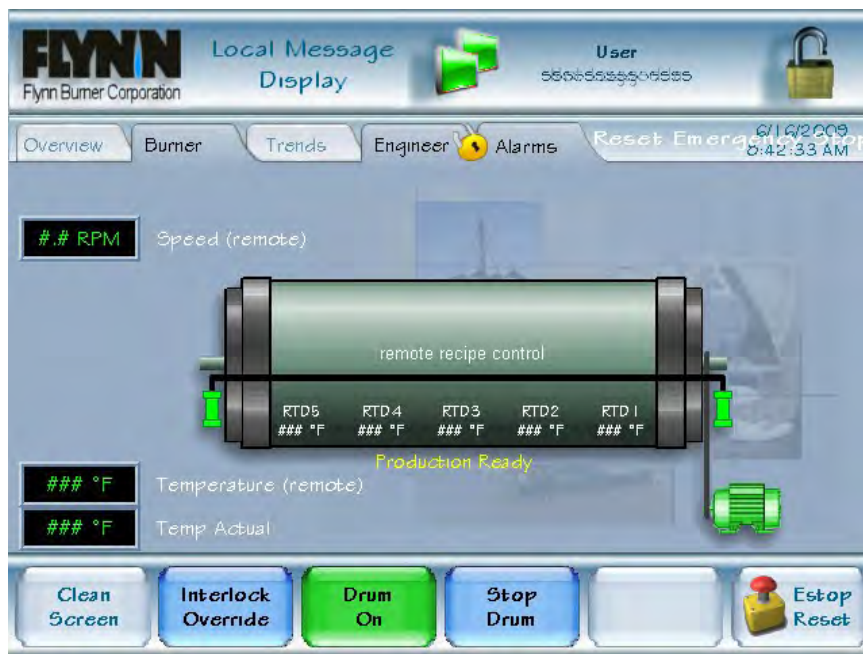 FLYNN
Flynn Burner Corporation
Local Message
Display
User
Overview
Burner
Trends
Engineer
Alarms
Reset Emergency Stop
6/16/2009
8:42:33 AM
#.# RPM
Speed (remote)
remote recipe control
RTD5 RTD4 RTD3 RTD2 RTD1
### °F ### °F ### °F ### °F ### °F
Production Ready
### °F
Temperature (remote)
### °F
Temp Actual
Clean
Screen
Interlock
Override
Drum
On
Stop
Drum
Estop
Reset